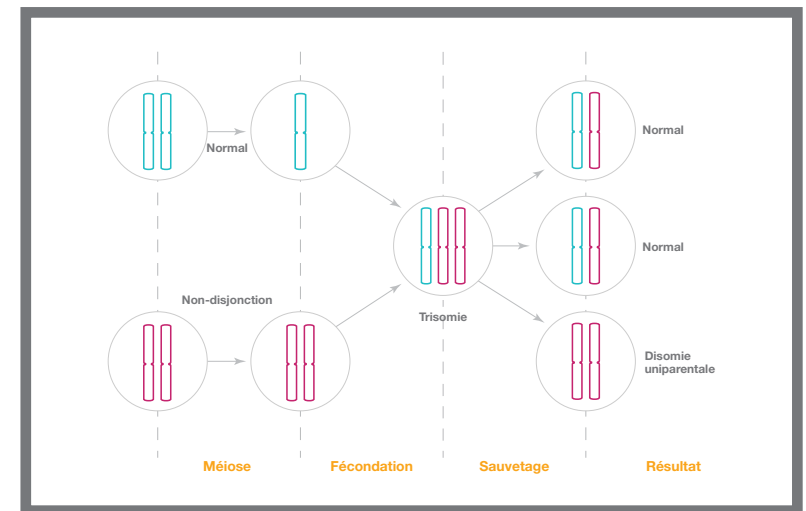 Normal
Normal
Normal
Non-disjonction
Trisomie
Disomie
uniparentale
Méiose
Fécondation
Sauvetage
Résultat